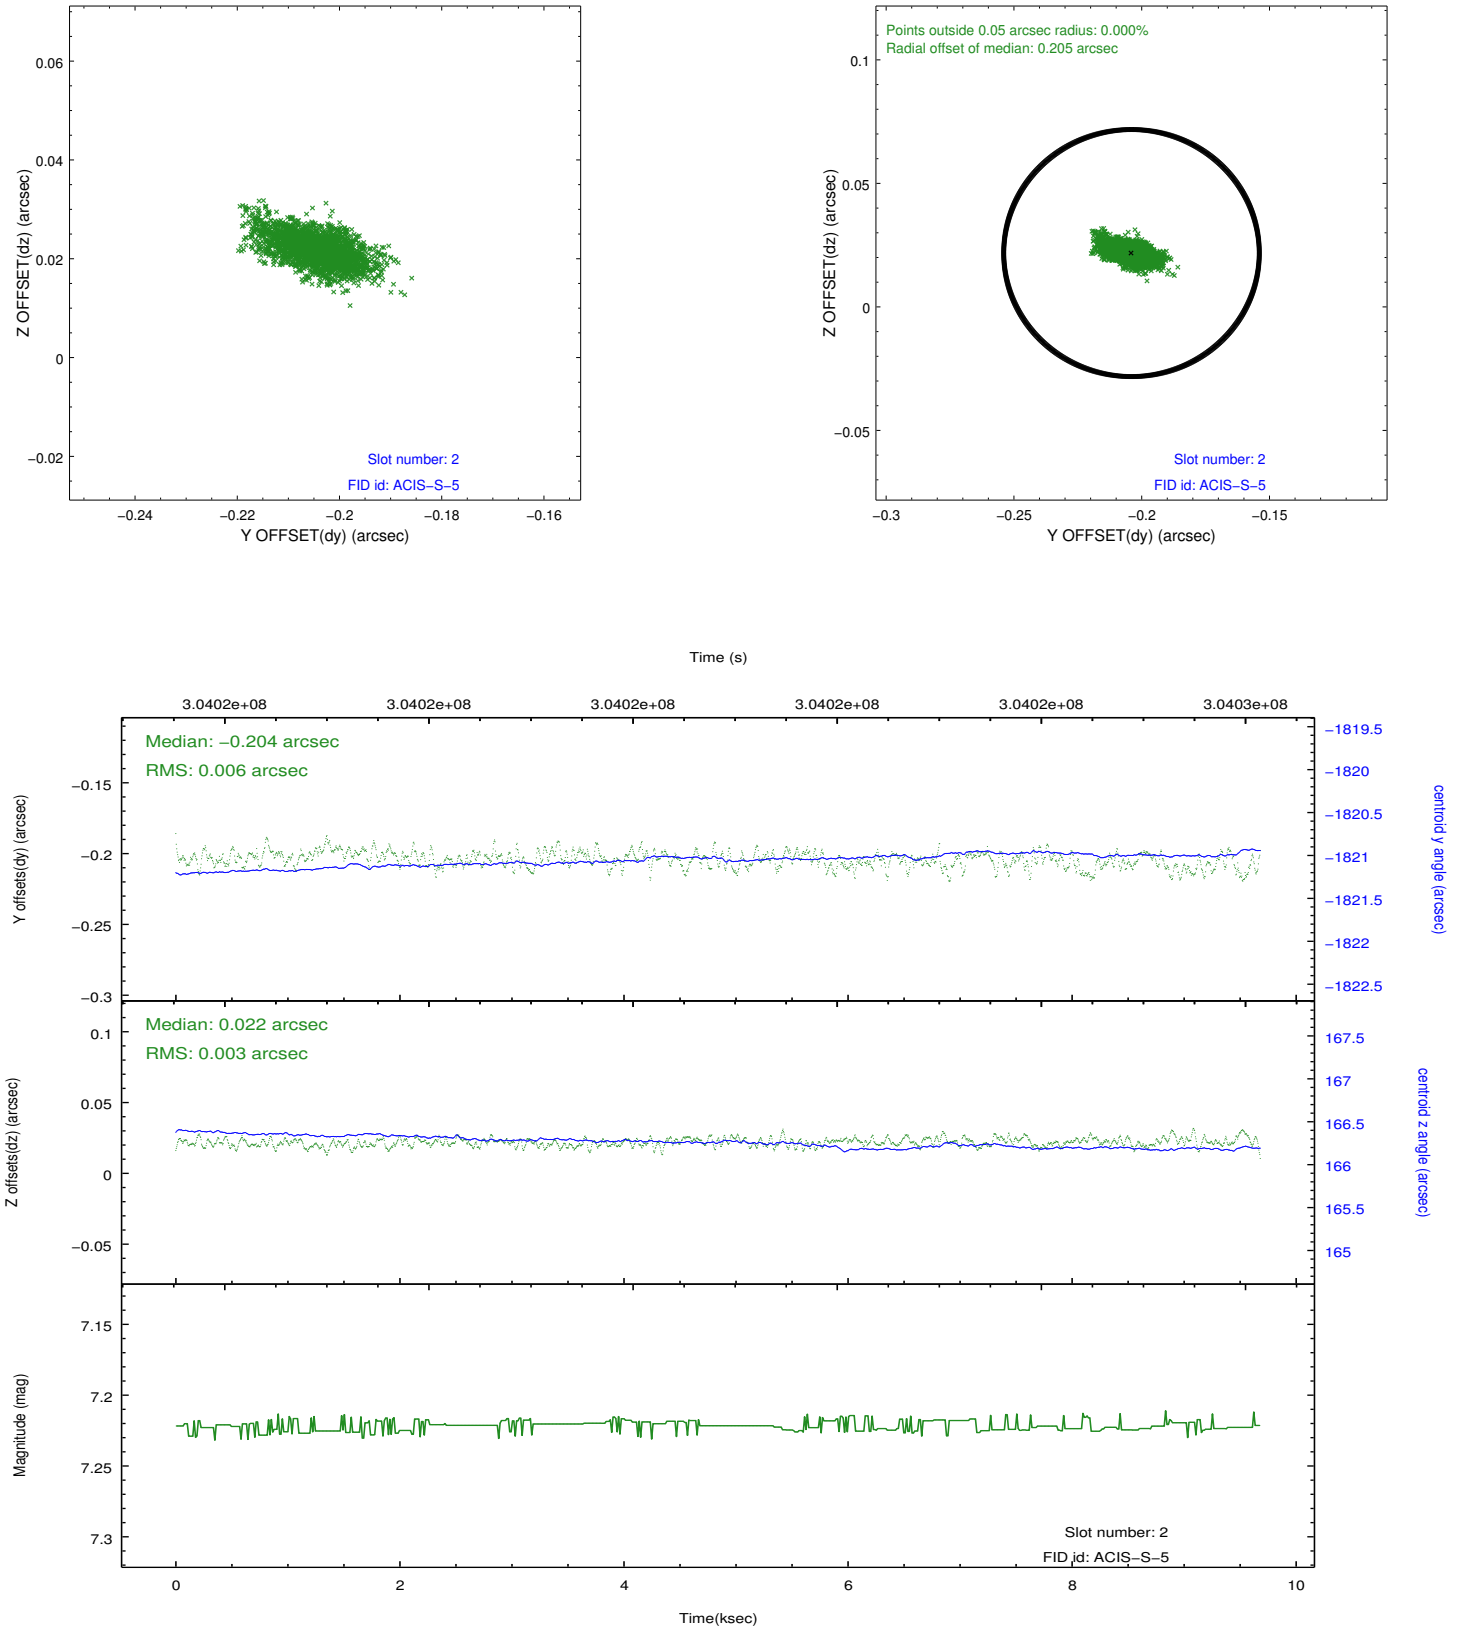 0.06
0.04
0.02
0
−0.02
Z OFFSET(dz) (arcsec)
Slot number: 2
FID id: ACIS−S−5
−0.24
−0.22
−0.2
−0.18
−0.16
Y OFFSET(dy) (arcsec)
Points outside 0.05 arcsec radius: 0.000%
Radial offset of median: 0.205 arcsec
0.1
0.05
0
−0.05
Z OFFSET(dz) (arcsec)
Slot number: 2
FID id: ACIS−S−5
−0.3
−0.25
−0.2
−0.15
Y OFFSET(dy) (arcsec)
Time (s)
3.0402e+08
3.0402e+08
3.0402e+08
3.0402e+08
3.0402e+08
3.0403e+08
Median: −0.204 arcsec
RMS: 0.006 arcsec
−0.15
−0.2
−0.25
−0.3
Y offsets(dy) (arcsec)
−1819.5
−1820
−1820.5
−1821
−1821.5
−1822
−1822.5
centroid y angle (arcsec)
Median: 0.022 arcsec
RMS: 0.003 arcsec
0.1
0.05
0
−0.05
Z offsets(dz) (arcsec)
167.5
167
166.5
166
165.5
165
centroid z angle (arcsec)
7.15
7.2
7.25
7.3
Magnitude (mag)
Slot number: 2
FID id: ACIS−S−5
0
2
4
6
8
10
Time(ksec)